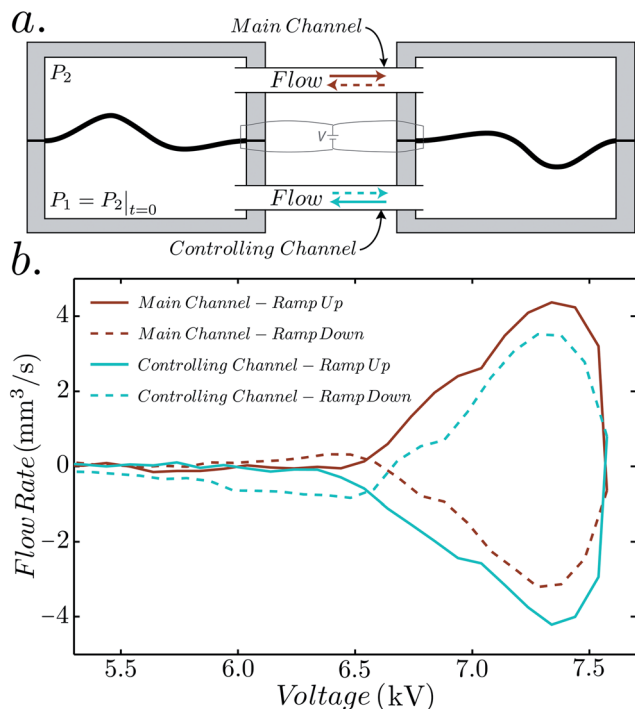 a.
Main Channel
P₂
Flow
V
P₁ = P₂|ₜ₌₀
Flow
Controlling Channel
b.
Main Channel − Ramp Up
Main Channel − Ramp Down
Controlling Channel − Ramp Up
Controlling Channel − Ramp Down
Flow Rate (mm³/s)
4
2
0
−2
−4
5.5 6.0 6.5 7.0 7.5
Voltage (kV)